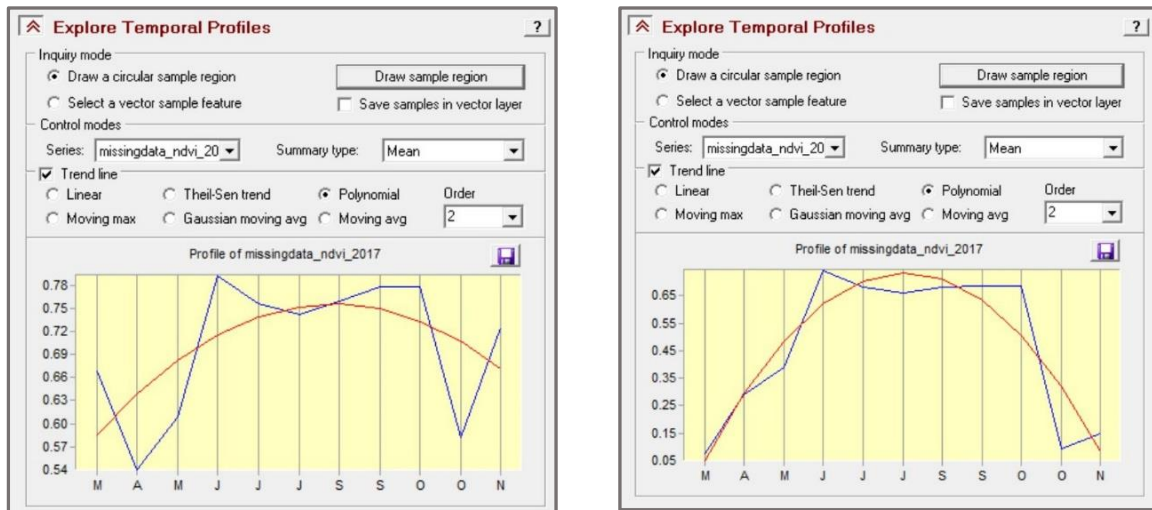 Explore Temporal Profiles ?
Inquiry mode
Draw a circular sample region Draw sample region
Select a vector sample feature Save samples in vector layer
Control modes
Series: missingdata_ndvi_20 Summary type: Mean
Trend line
Linear Theil-Sen trend Polynomial Order
Moving max Gaussian moving avg Moving avg 2
Profile of missingdata_ndvi_2017
0.78
0.75
0.72
0.69
0.66
0.63
0.60
0.57
0.54
M A M J J J S S O O N
Explore Temporal Profiles ?
Inquiry mode
Draw a circular sample region Draw sample region
Select a vector sample feature Save samples in vector layer
Control modes
Series: missingdata_ndvi_20 Summary type: Mean
Trend line
Linear Theil-Sen trend Polynomial Order
Moving max Gaussian moving avg Moving avg 2
Profile of missingdata_ndvi_2017
0.65
0.55
0.45
0.35
0.25
0.15
0.05
M A M J J J S S O O N